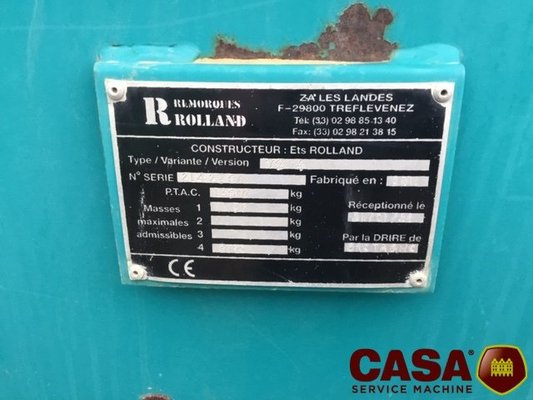 R REMORQUES
ROLLAND
ZA LES LANDES
F-29800 TREFLEVENEZ
Tél: (33) 02 98 85.13 40
Fax: (33) 02 98 21 38 15
CONSTRUCTEUR : Ets ROLLAND
Type / Variante / Version
N° SERIE
Fabriqué en :
P.T.A.C. kg
Masses 1 kg
maximales 2 kg
admissibles 3 kg
4 kg
Réceptionné le
Par la DRIRE de
CE
CASA®
SERVICE MACHINE